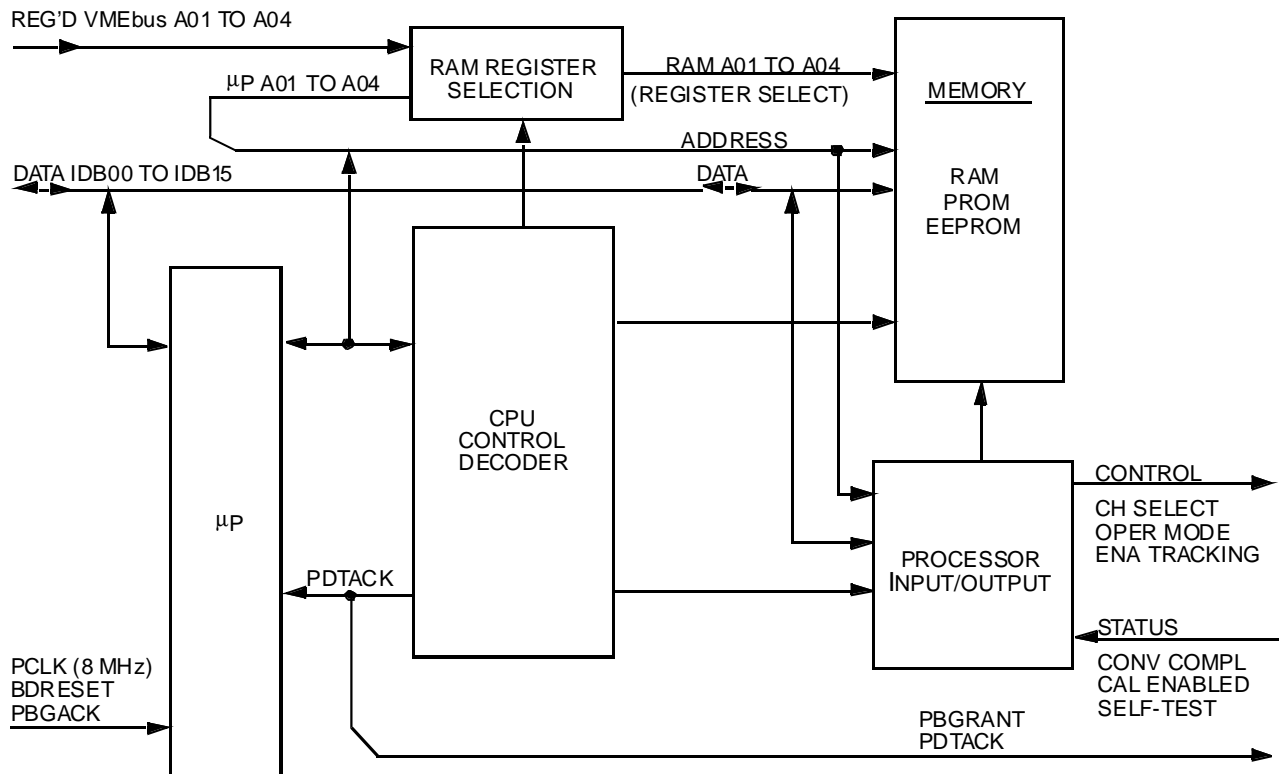 REG'D VMEbus A01 TO A04
RAM REGISTER
SELECTION
µP A01 TO A04
RAM A01 TO A04
(REGISTER SELECT)
MEMORY
ADDRESS
DATA IDB00 TO IDB15
DATA
RAM
PROM
EEPROM
CPU
CONTROL
DECODER
µP
CONTROL
CH SELECT
OPER MODE
ENA TRACKING
PROCESSOR
INPUT/OUTPUT
PDTACK
STATUS
CONV COMPL
CAL ENABLED
SELF-TEST
PCLK (8 MHz)
BDRESET
PBGACK
PBGRANT
PDTACK